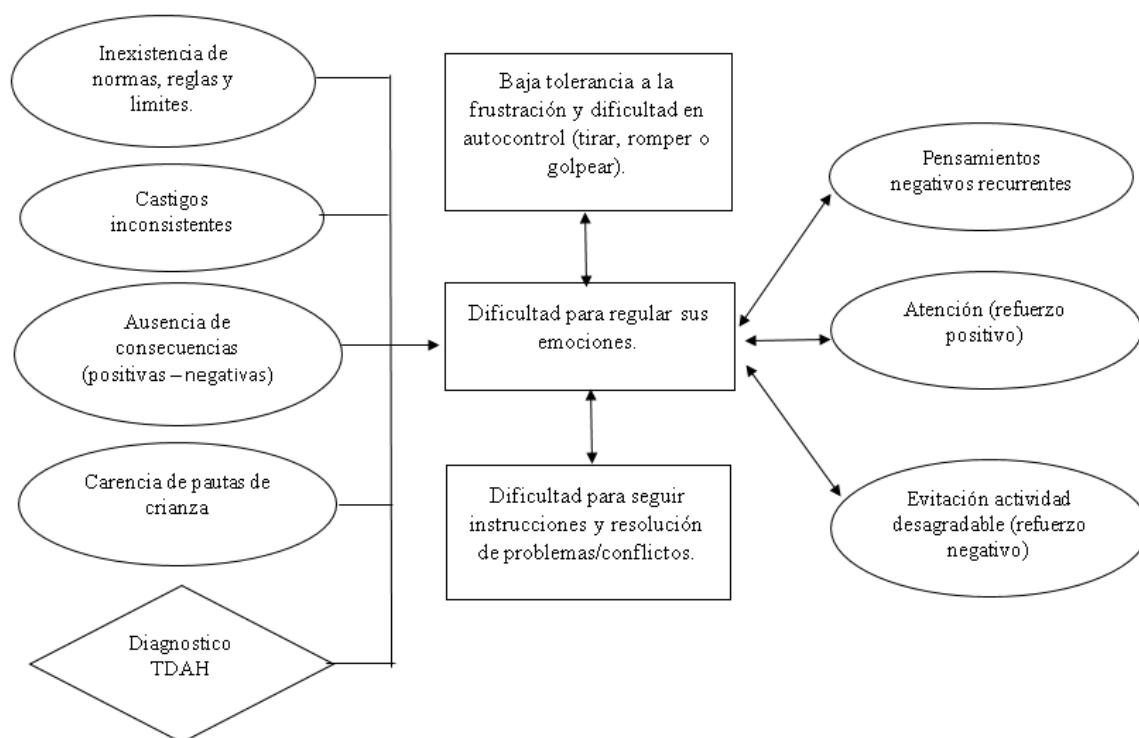 Inexistencia de
normas, reglas y
limites.
Castigos
inconsistentes
Ausencia de
consecuencias
(positivas – negativas)
Carencia de pautas de
crianza
Diagnostico
TDAH
Baja tolerancia a la
frustración y dificultad en
autocontrol (tirar, romper o
golpear).
Dificultad para regular sus
emociones.
Dificultad para seguir
instrucciones y resolución
de problemas/conflictos.
Pensamientos
negativos recurrentes
Atención (refuerzo
positivo)
Evitación actividad
desagradable (refuerzo
negativo)